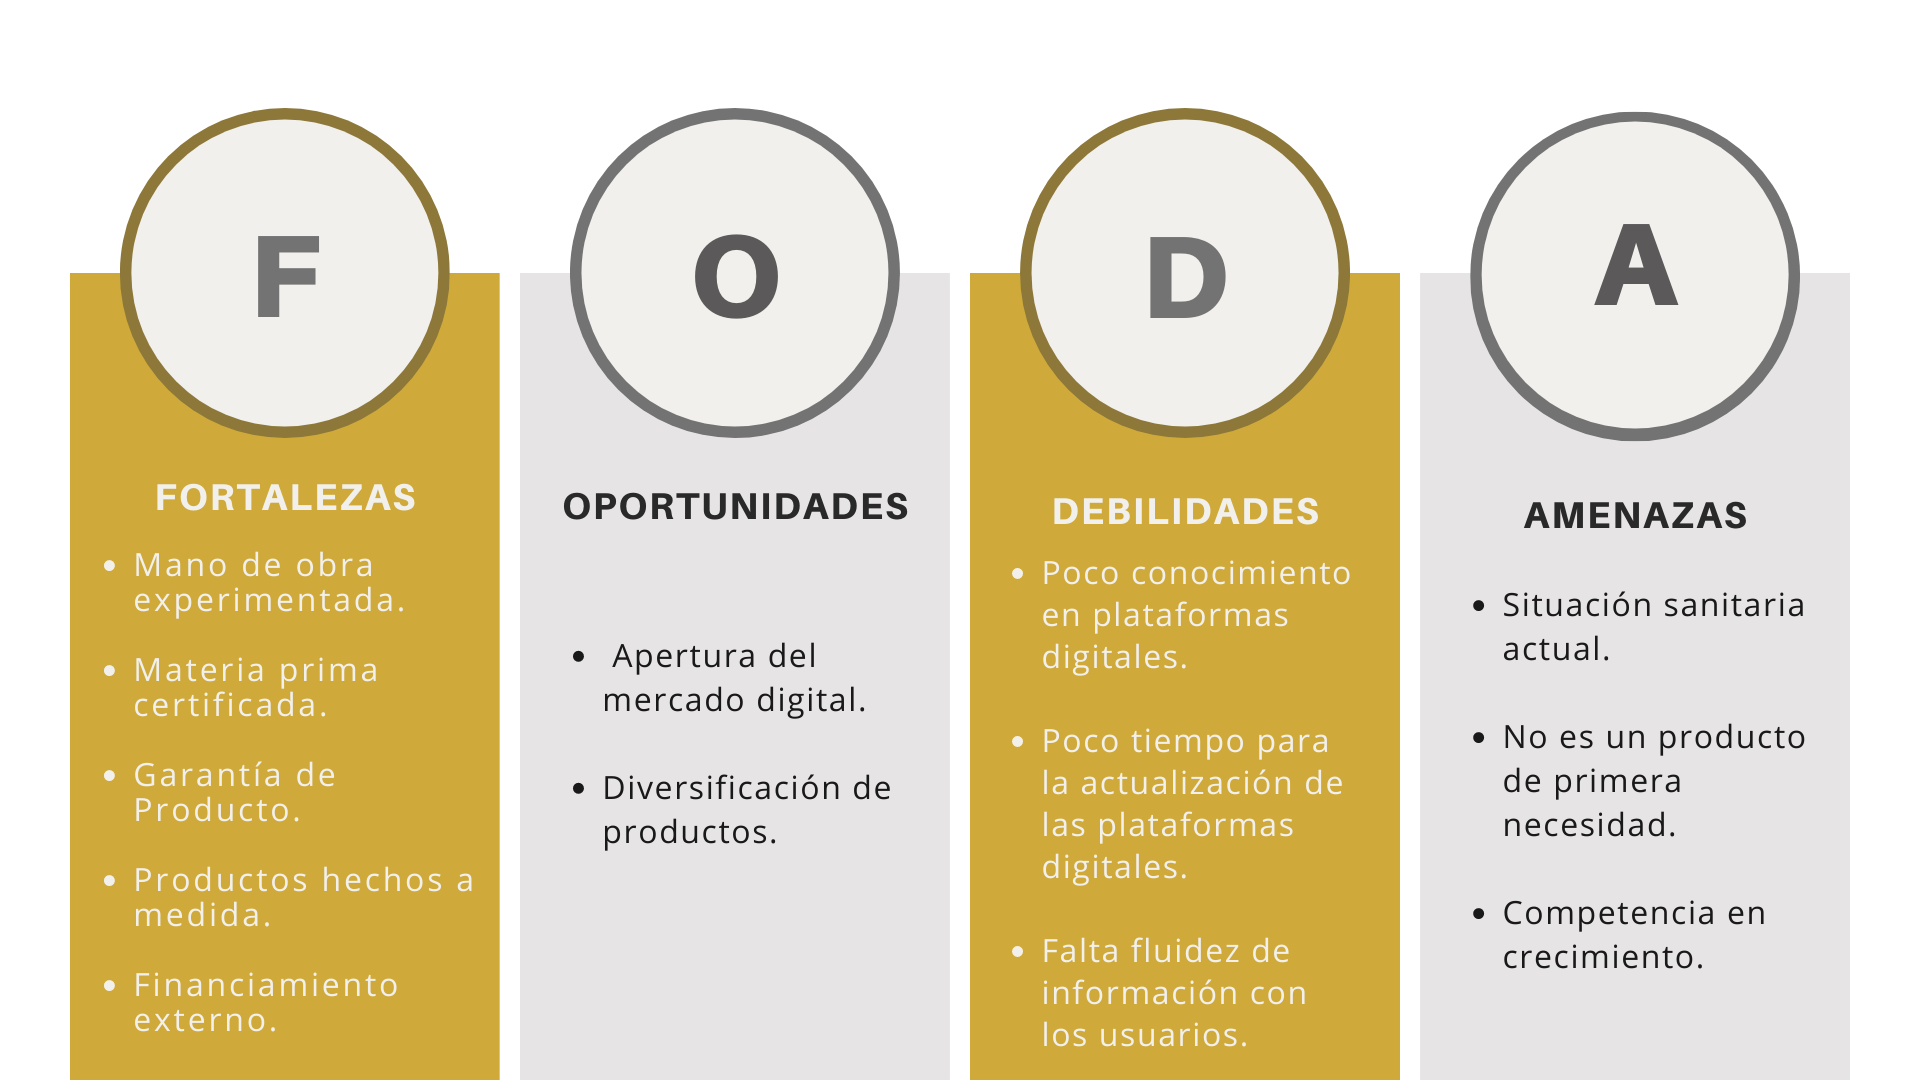 F
FORTALEZAS
• Mano de obra
experimentada.
• Materia prima
certificada.
• Garantía de
Producto.
• Productos hechos a
medida.
• Financiamiento
externo.
O
OPORTUNIDADES
• Apertura del
mercado digital.
• Diversificación de
productos.
D
DEBILIDADES
• Poco conocimiento
en plataformas
digitales.
• Poco tiempo para
la actualización de
las plataformas
digitales.
• Falta fluidez de
información con
los usuarios.
A
AMENAZAS
• Situación sanitaria
actual.
• No es un producto
de primera
necesidad.
• Competencia en
crecimiento.